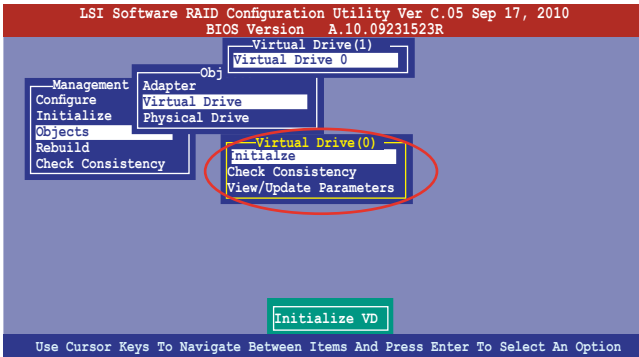 LSI Software RAID Configuration Utility Ver C.05 Sep 17, 2010
BIOS Version A.10.09231523R
Virtual Drive(1)
Virtual Drive 0
Obj
Adapter
Virtual Drive
Physical Drive
Management
Configure
Initialize
Objects
Rebuild
Check Consistency
Virtual Drive(0)
Initialze
Check Consistency
View/Update Parameters
Initialize VD
Use Cursor Keys To Navigate Between Items And Press Enter To Select An Option